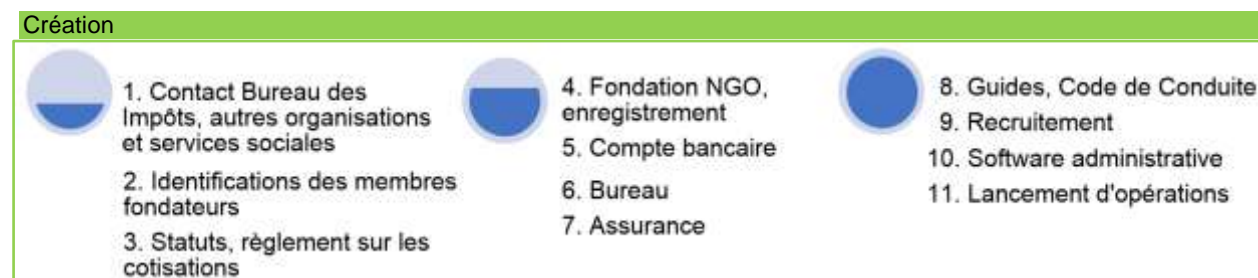 Création
1. Contact Bureau des
Impôts, autres organisations
et services sociales
2. Identifications des membres
fondateurs
3. Statuts, règlement sur les
cotisations
4. Fondation NGO,
enregistrement
5. Compte bancaire
6. Bureau
7. Assurance
8. Guides, Code de Conduite
9. Recruitement
10. Software administrative
11. Lancement d'opérations